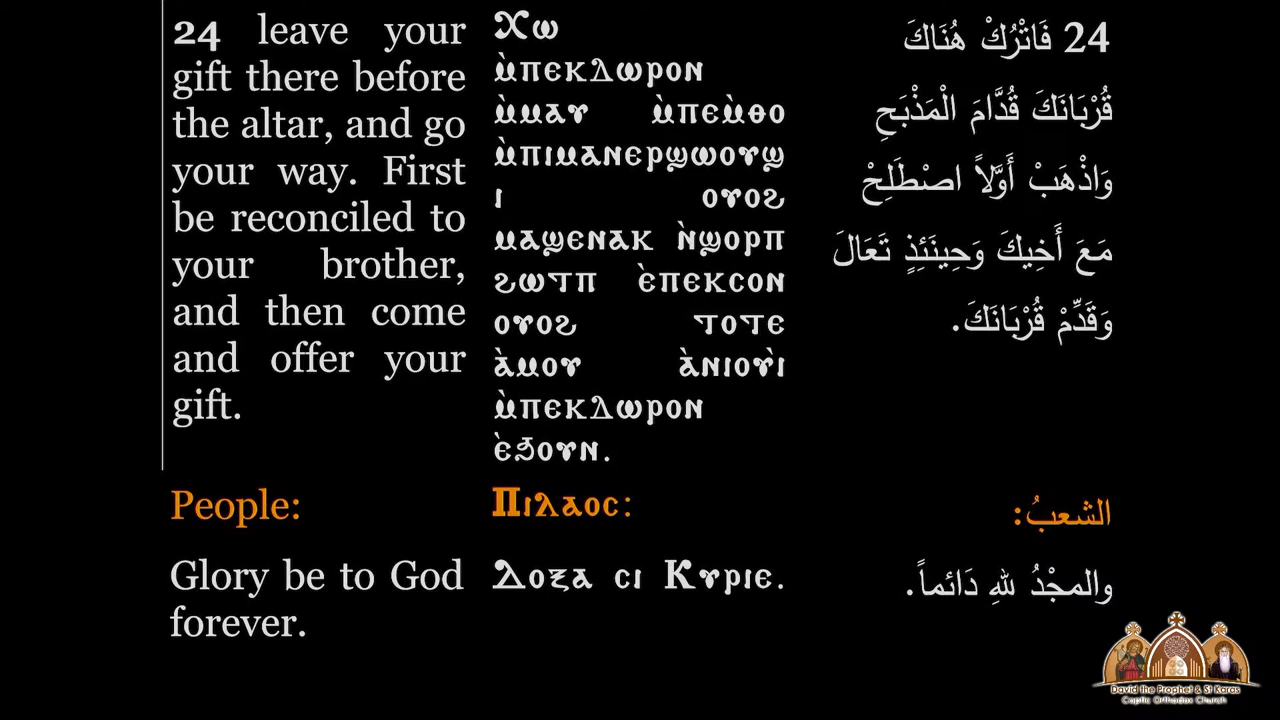 24 leave your
gift there before
the altar, and go
your way. First
be reconciled to
your brother,
and then come
and offer your
gift.
Ⲭⲱ
ⲙ̀ⲡⲉⲕⲇⲱⲣⲟⲛ
ⲙ̀ⲙⲁⲩ ⲙ̀ⲡⲉⲙ̀ⲑⲟ
ⲙ̀ⲡⲓⲙⲁⲛⲉⲣϣⲱⲟⲩϣ
ⲓ ⲟⲩⲟϩ
ⲙⲁϣⲉⲛⲁⲕ ⲛ̀ϣⲟⲣⲡ
ϩⲱⲧⲡ ⲉ̀ⲡⲉⲕⲥⲟⲛ
ⲟⲩⲟϩ ⲧⲟⲧⲉ
ⲁ̀ⲙⲟⲩ ⲁ̀ⲛⲓⲟⲩⲓ̀
ⲙ̀ⲡⲉⲕⲇⲱⲣⲟⲛ
ⲉ̀ϧⲟⲩⲛ.
24 فَاتْرُكْ هُنَاكَ
قُرْبَانَكَ قُدَّامَ الْمَذْبَحِ
وَاذْهَبْ أَوَّلاً اصْطَلِحْ
مَعَ أَخِيكَ وَحِينَئِذٍ تَعَالَ
وَقَدِّمْ قُرْبَانَكَ.
People:
Ⲡⲓⲗⲁⲟⲥ:
الشعبُ:
Glory be to God
forever.
Ⲇⲟⲝⲁ ⲥⲓ Ⲕⲩⲣⲓⲉ.
والمجْدُ للهِ دَائماً.
David the Prophet & St Karas
Coptic Orthodox Church